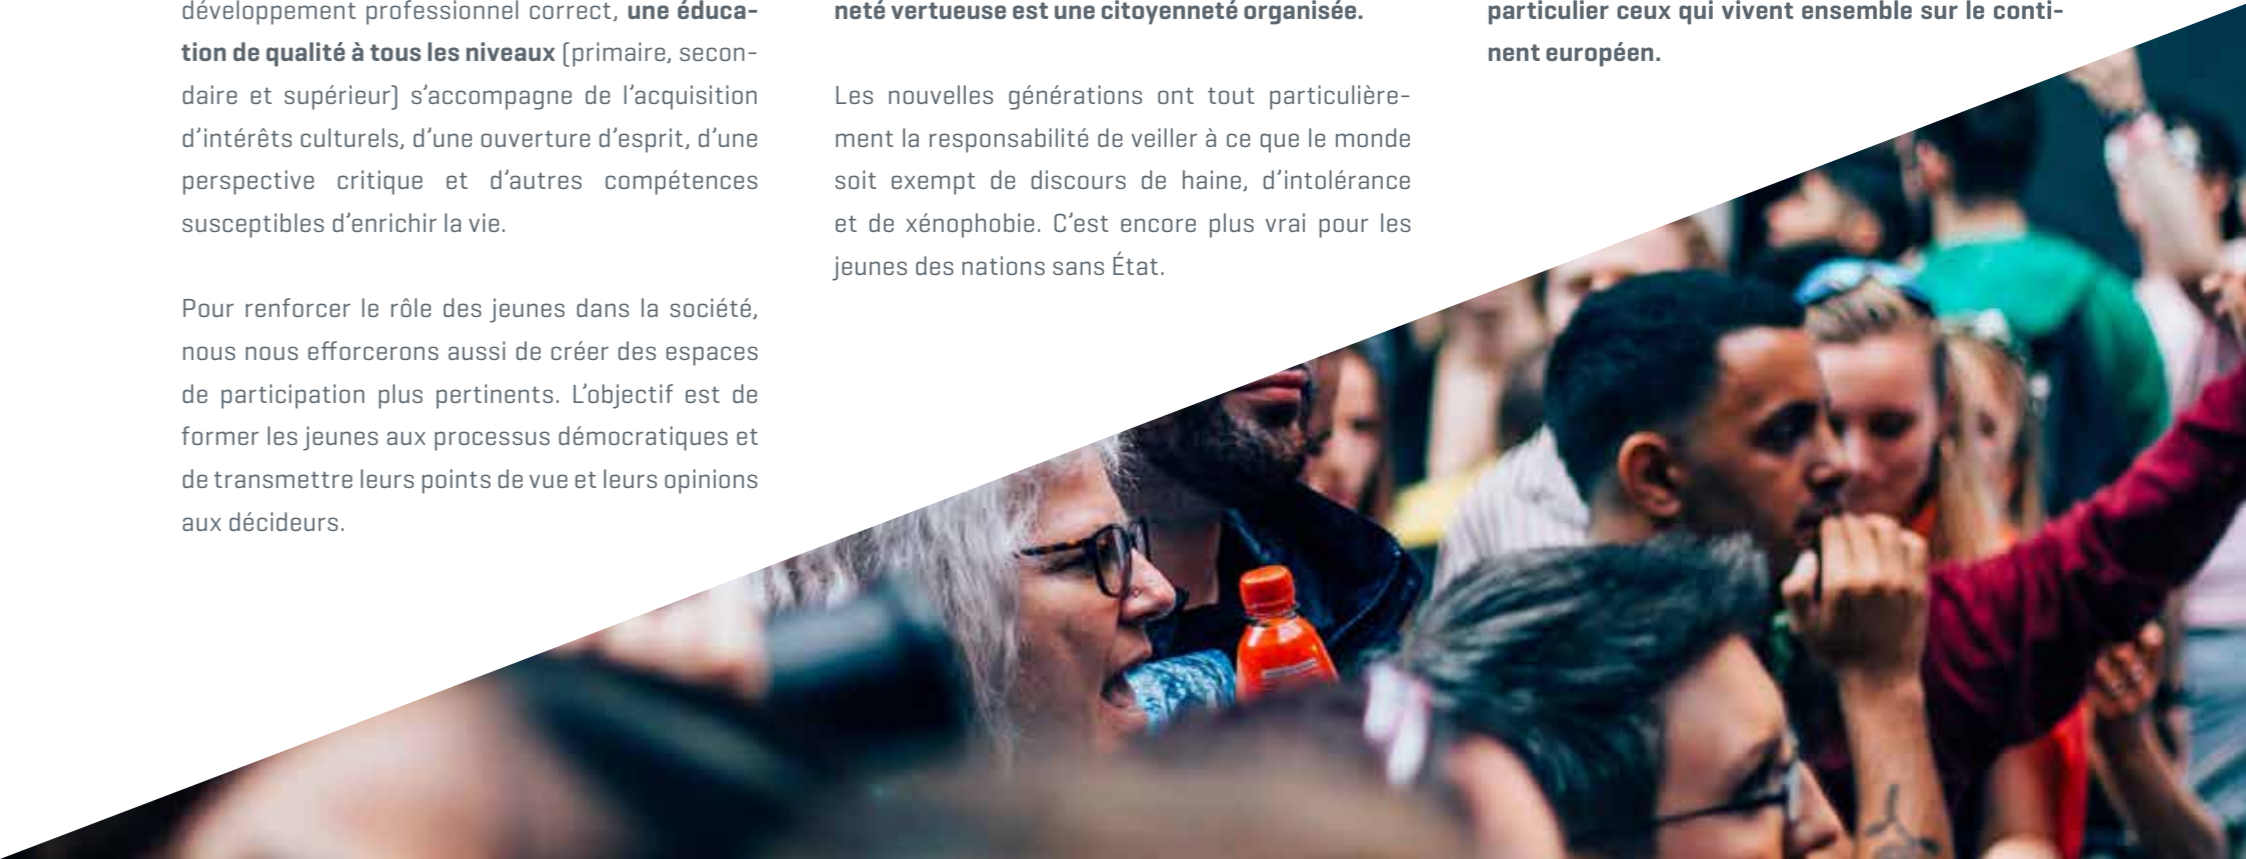 développement professionnel correct, une éduca-
tion de qualité à tous les niveaux (primaire, secon-
daire et supérieur) s’accompagne de l’acquisition
d’intérêts culturels, d’une ouverture d’esprit, d’une
perspective critique et d’autres compétences
susceptibles d’enrichir la vie.
Pour renforcer le rôle des jeunes dans la société,
nous nous efforcerons aussi de créer des espaces
de participation plus pertinents. L’objectif est de
former les jeunes aux processus démocratiques et
de transmettre leurs points de vue et leurs opinions
aux décideurs.
neté vertueuse est une citoyenneté organisée.
Les nouvelles générations ont tout particulière-
ment la responsabilité de veiller à ce que le monde
soit exempt de discours de haine, d’intolérance
et de xénophobie. C’est encore plus vrai pour les
jeunes des nations sans État.
particulier ceux qui vivent ensemble sur le conti-
nent européen.